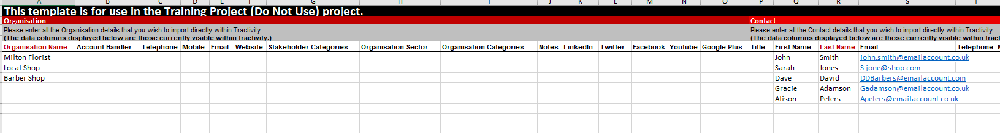 A B C D E F G H I J K L M N O P Q R S T
This template is for use in the Training Project (Do Not Use) project.
Organisation Contact
Please enter all the Organisation details that you wish to import directly within Tractivity. Please enter all the Contact details that you wish to import directly within Tractivity.
(The data columns displayed below are those currently visible within tractivity.) (The data columns displayed below are those currently visible within tract
Organisation Name Account Handler Telephone Mobile Email Website Stakeholder Categories Organisation Sector Organisation Categories Notes LinkedIn Twitter Facebook Youtube Google Plus Title First Name Last Name Email Telephone
Milton Florist John Smith john.smith@emailaccount.co.uk
Local Shop Sarah Jones S.jone@shop.com
Barber Shop Dave David DDBarbers@emailaccount.com
Gracie Adamson Gadamson@emailaccount.co.uk
Alison Peters Apeters@emailaccount.co.uk